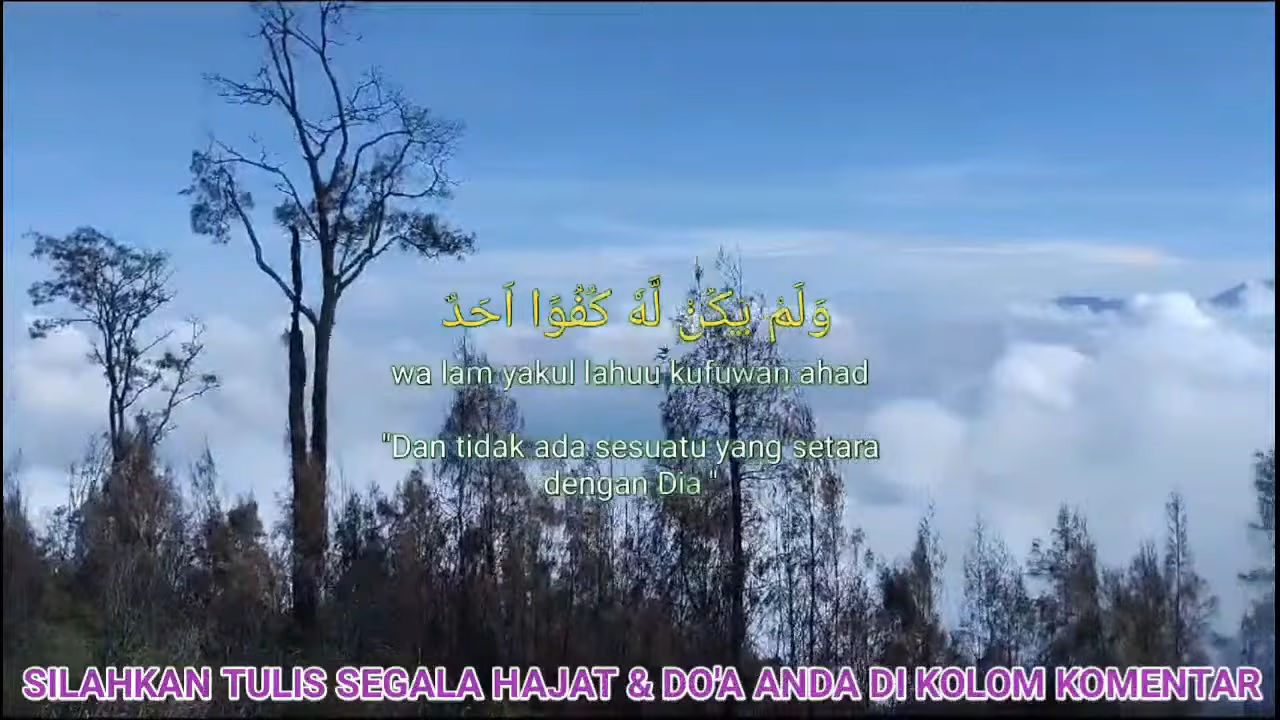 وَلَمْ يَكُنْ لَّهٗ كُفُوًا اَحَدٌ
wa lam yakul lahuu kufuwan ahad
"Dan tidak ada sesuatu yang setara
dengan Dia "
SILAHKAN TULIS SEGALA HAJAT & DO'A ANDA DI KOLOM KOMENTAR